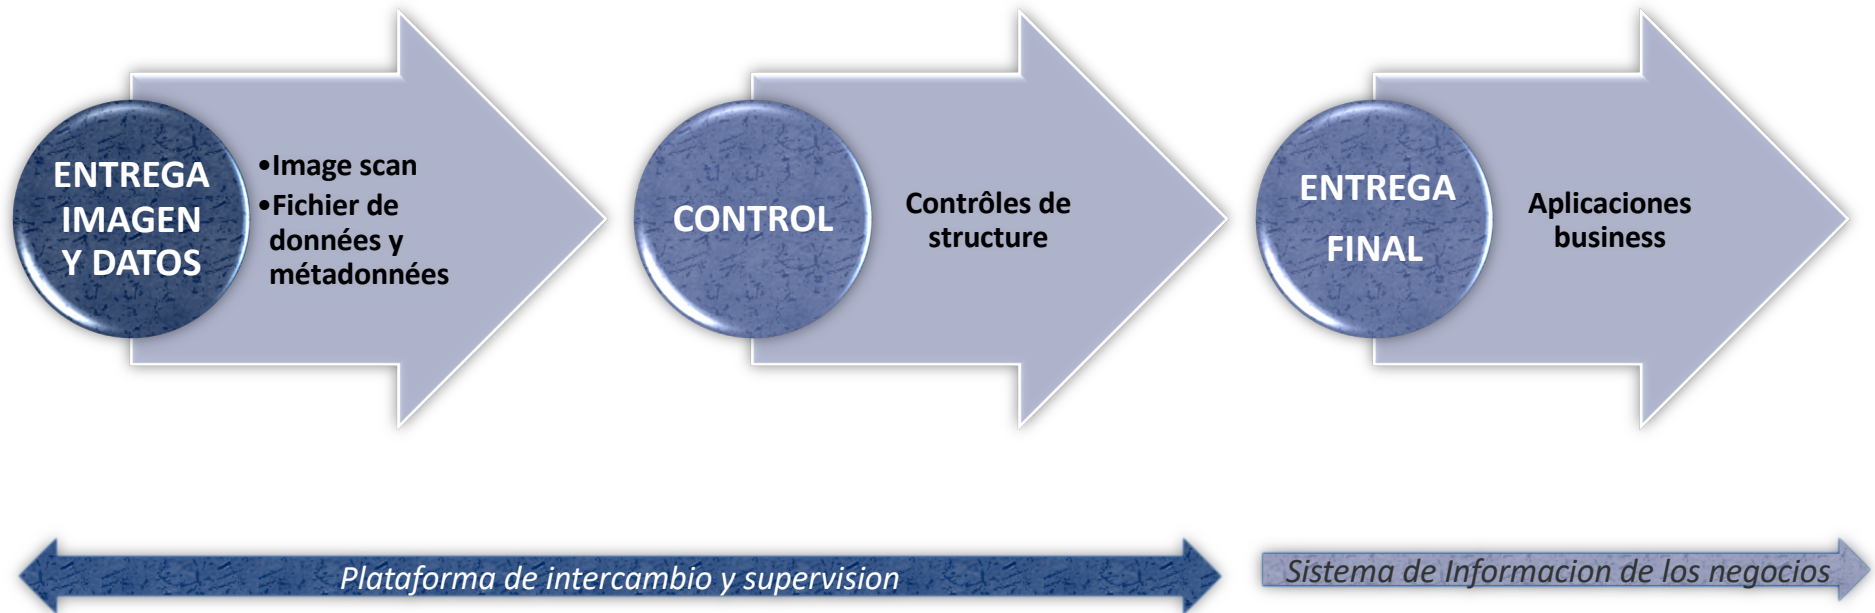 ENTREGA
IMAGEN
Y DATOS
•Image scan
•Fichier de
données y
métadonnées
CONTROL
Contrôles de
structure
ENTREGA
FINAL
Aplicaciones
business
Plataforma de intercambio y supervision
Sistema de Informacion de los negocios